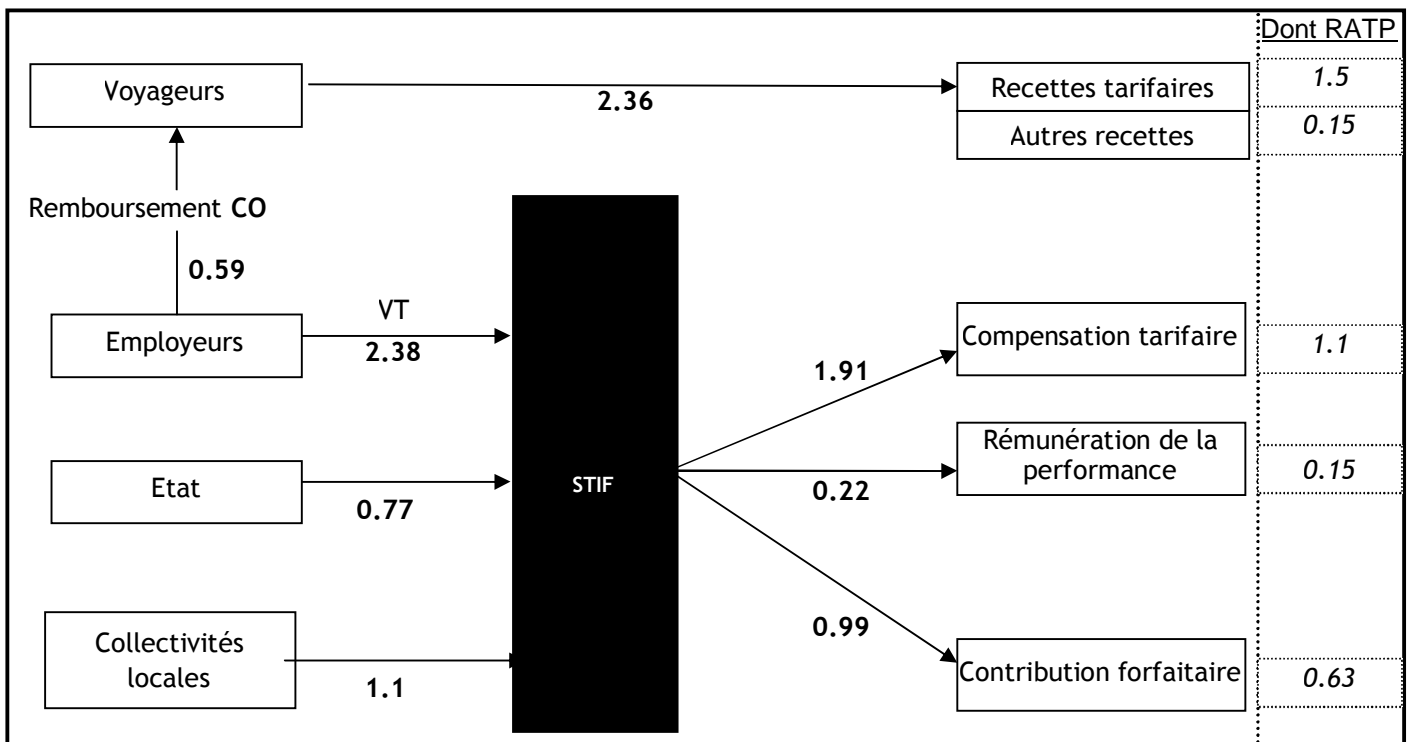 Dont RATP
Voyageurs
2.36
Recettes tarifaires
1.5
Autres recettes
0.15
Remboursement CO
0.59
Employeurs
VT
2.38
STIF
1.91
Compensation tarifaire
1.1
Etat
0.77
0.22
Rémunération de la
performance
0.15
Collectivités
locales
1.1
0.99
Contribution forfaitaire
0.63